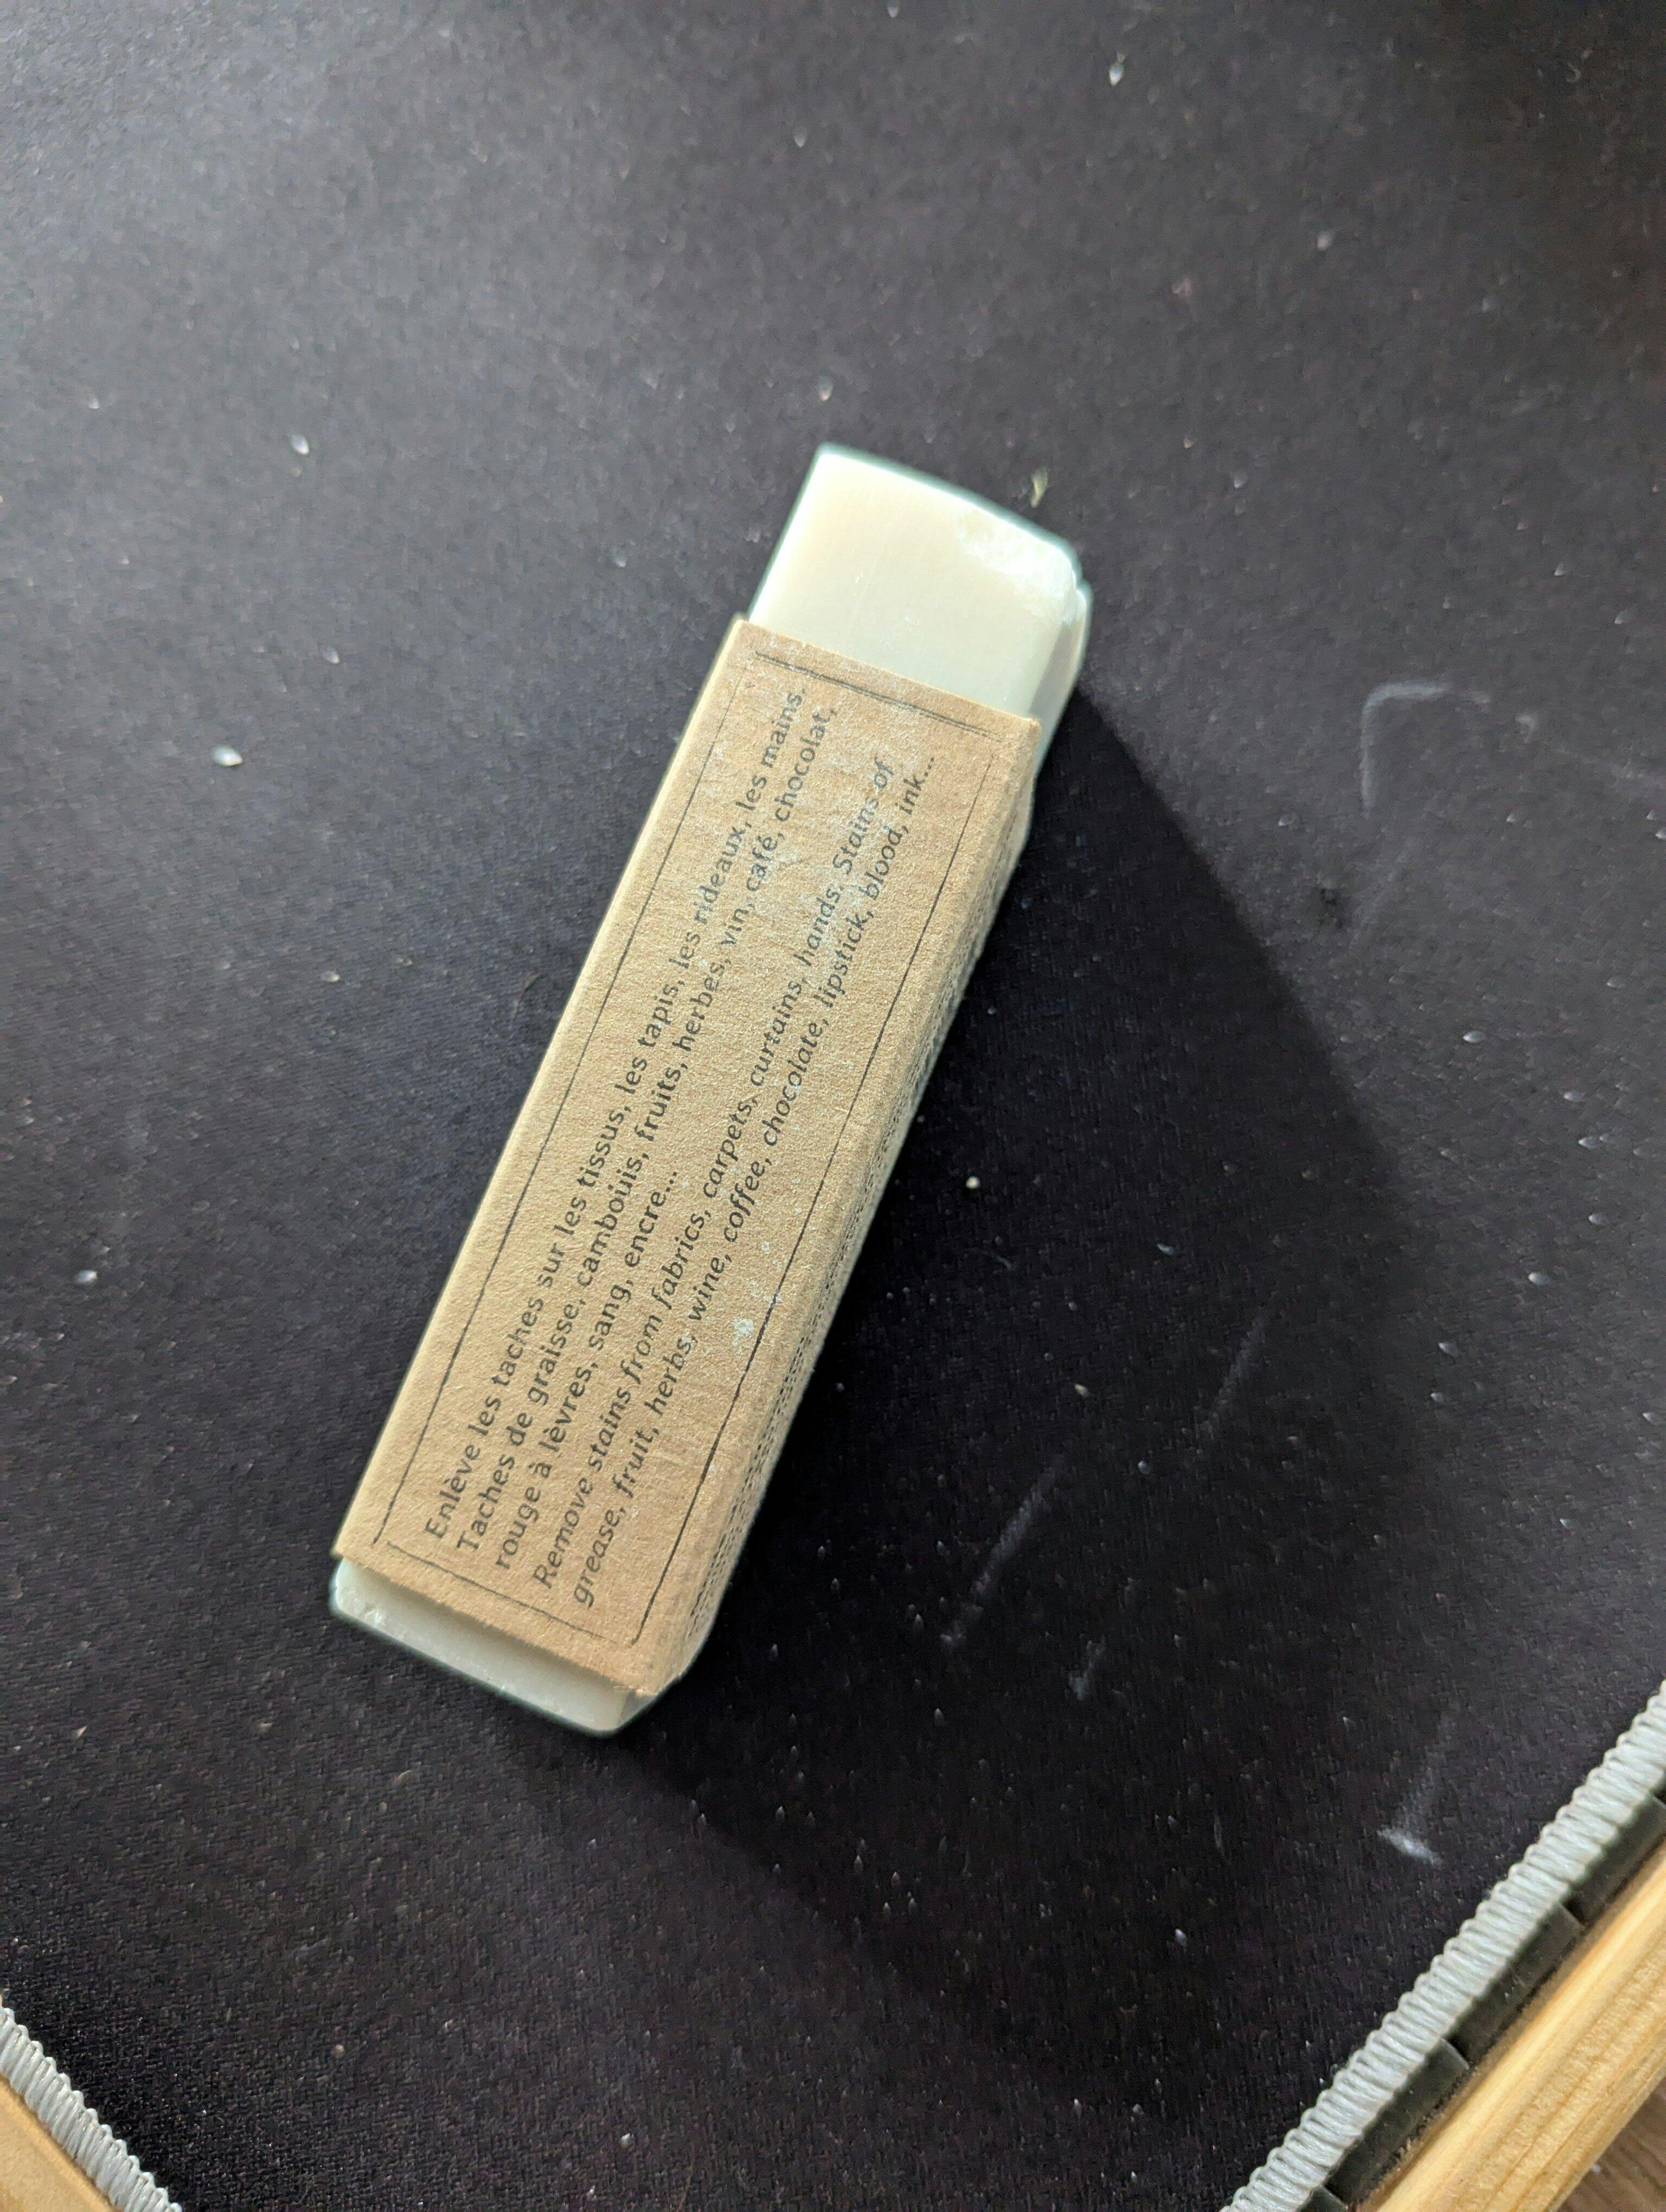 Enlève les taches sur les tissus, les tapis, les rideaux, les mains.
Taches de graisse, cambouis, fruits, herbes, vin, café, chocolat,
rouge à lèvres, sang, encre...
Remove stains from fabrics, carpets, curtains, hands. Stains of
grease, fruit, herbs, wine, coffee, chocolate, lipstick, blood, ink...